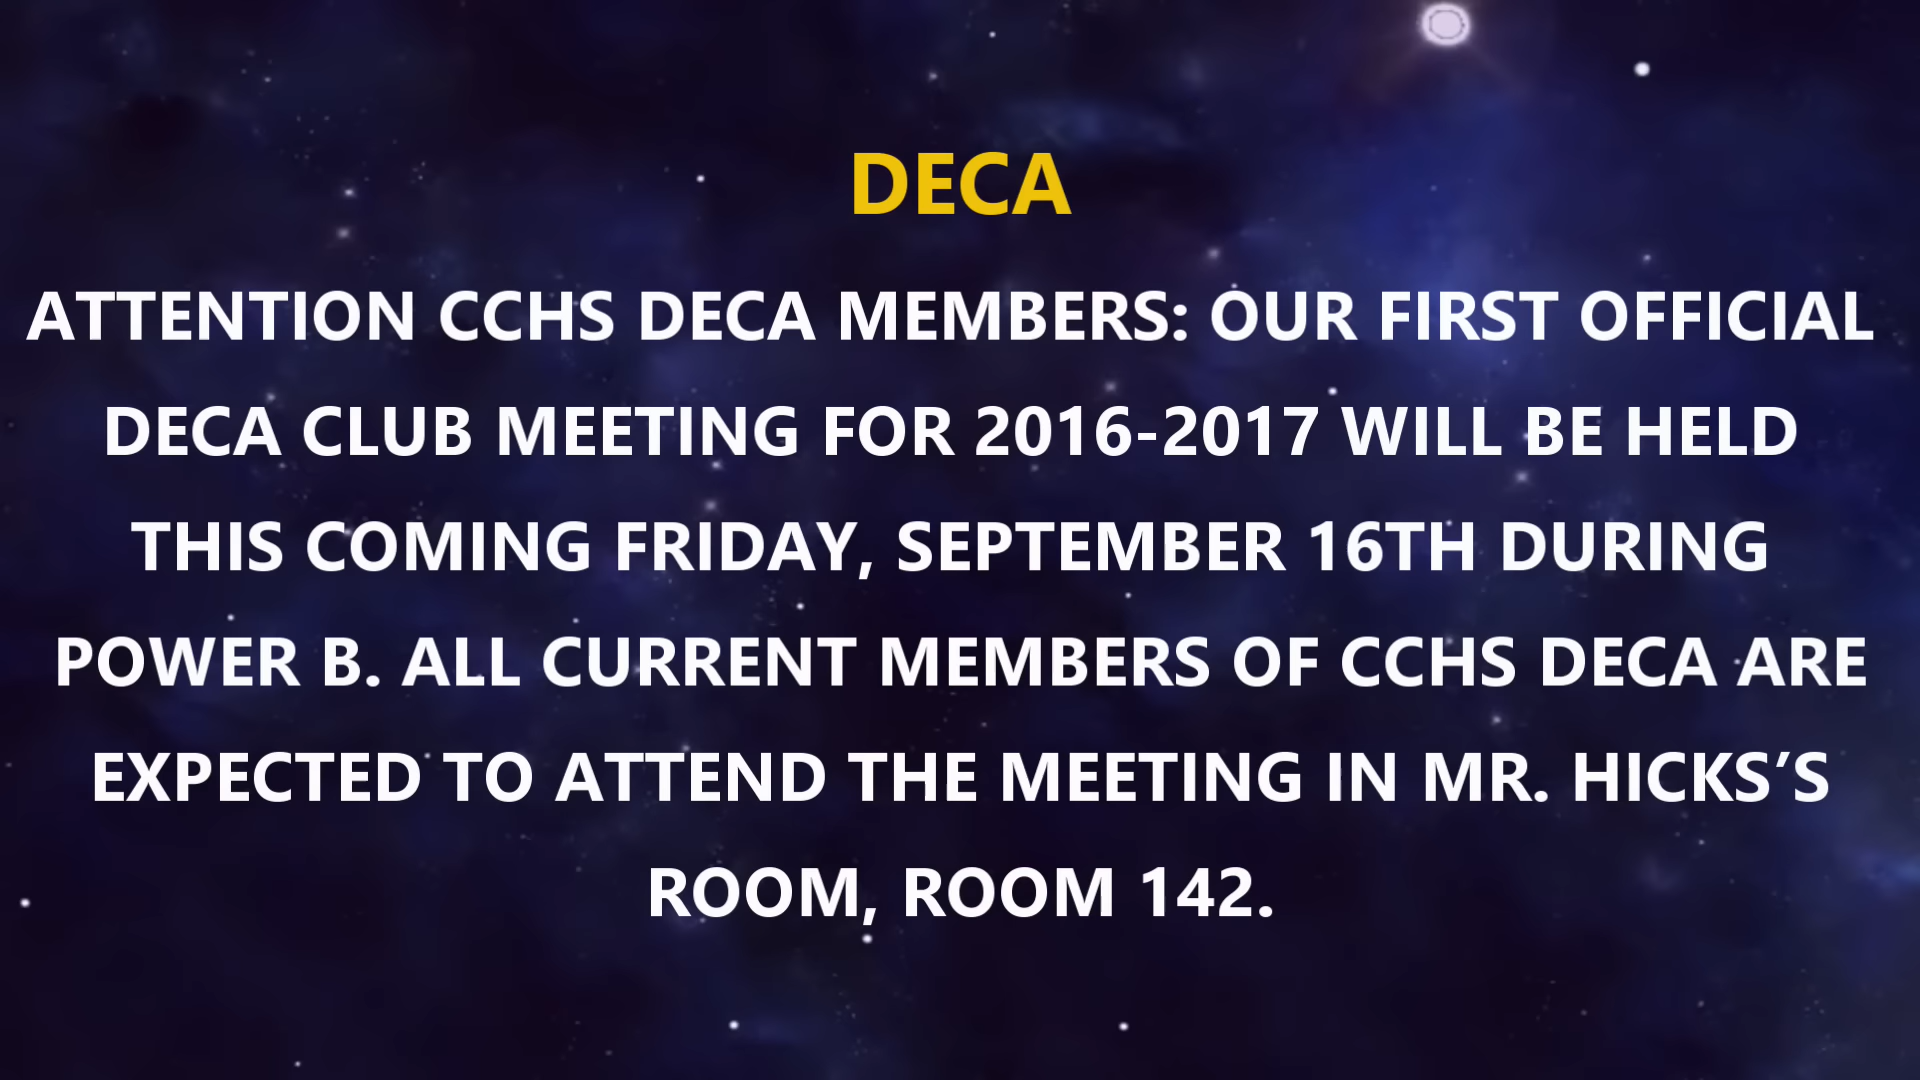 DECA
ATTENTION CCHS DECA MEMBERS: OUR FIRST OFFICIAL
DECA CLUB MEETING FOR 2016-2017 WILL BE HELD
THIS COMING FRIDAY, SEPTEMBER 16TH DURING
POWER B. ALL CURRENT MEMBERS OF CCHS DECA ARE
EXPECTED TO ATTEND THE MEETING IN MR. HICKS’S
ROOM, ROOM 142.